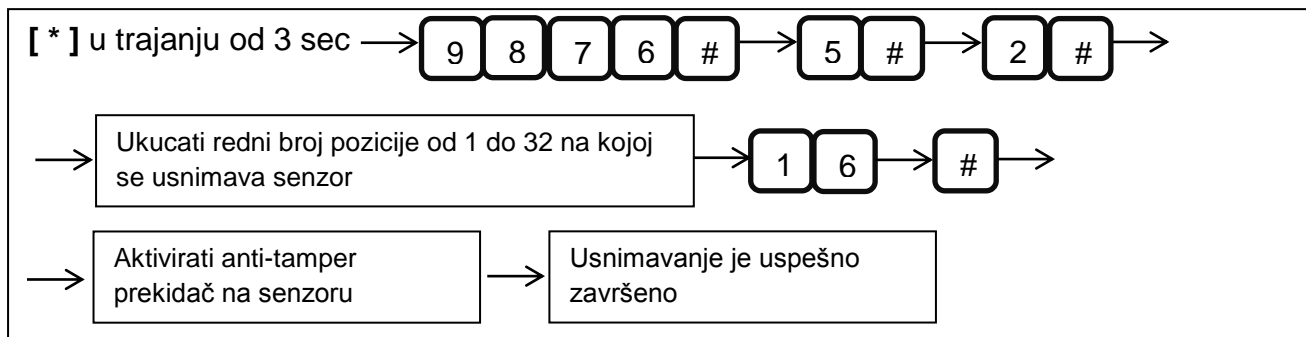 [ * ] u trajanju od 3 sec 9 8 7 6 # 5 # 2 #
Ukucati redni broj pozicije od 1 do 32 na kojoj
se usnimava senzor
1 6 #
Aktivirati anti-tamper
prekidač na senzoru
Usnimavanje je uspešno
završeno